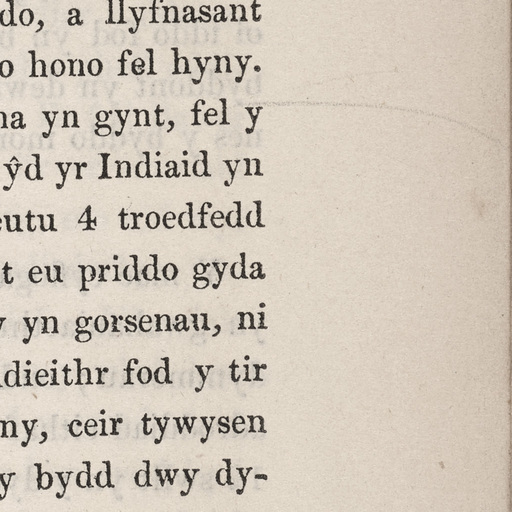 do, a llyfnasant
o hono fel hyny.
na yn gynt, fel y
ŷd yr Indiaid yn
eutu 4 troedfedd
t eu priddo gyda
yn gorsenau, ni
dieithr fod y tir
ny, ceir tywysen
y bydd dwy dy-